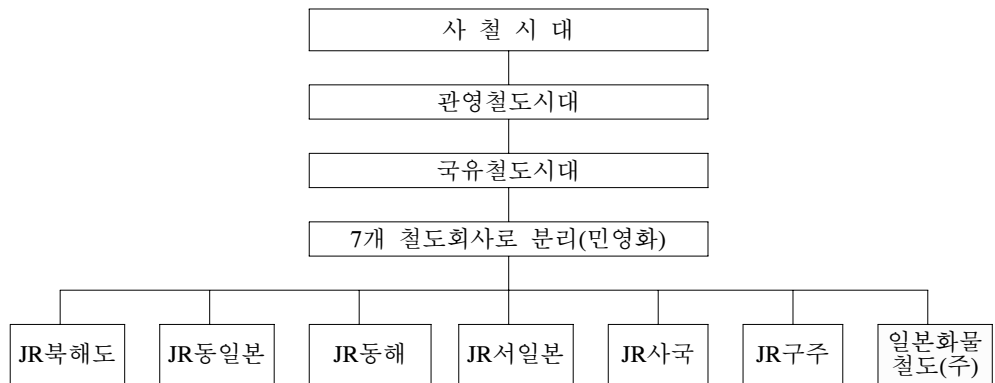 사 철 시 대
관영철도시대
국유철도시대
7개 철도회사로 분리(민영화)
JR북해도
JR동일본
JR동해
JR서일본
JR사국
JR구주
일본화물
철도(주)